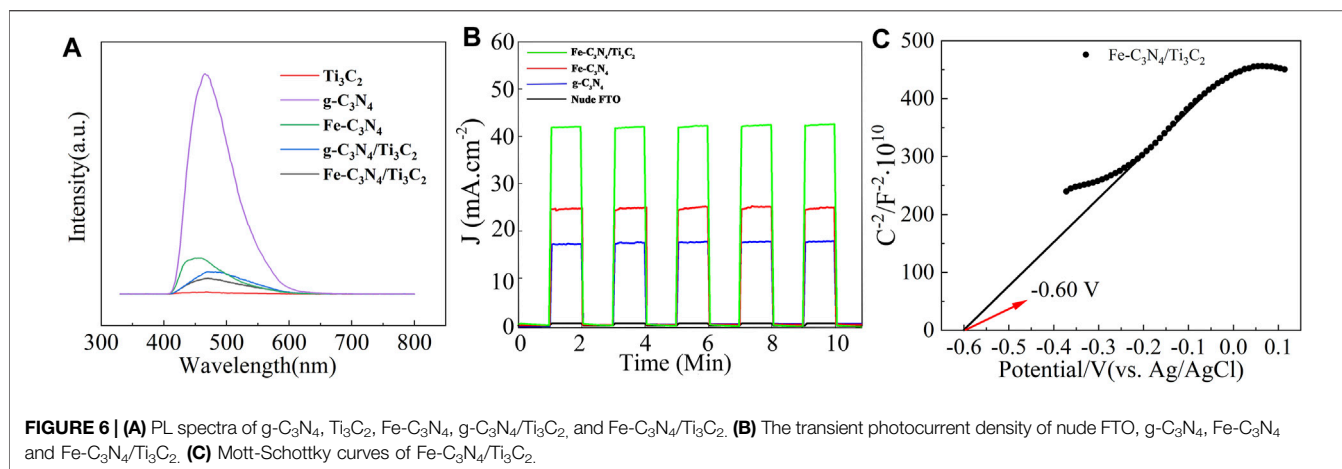 A
Intensity(a.u.)
Ti₃C₂
g-C₃N₄
Fe-C₃N₄
g-C₃N₄/Ti₃C₂
Fe-C₃N₄/Ti₃C₂
300 400 500 600 700 800
Wavelength(nm)
B
J (mA.cm⁻²)
60
50
40
30
20
10
0
Fe-C₃N₄/Ti₃C₂
Fe-C₃N₄
g-C₃N₄
Nude FTO
0 2 4 6 8 10
Time (Min)
C
C⁻²/F⁻²·10¹⁰
500
400
300
200
100
0
Fe-C₃N₄/Ti₃C₂
-0.60 V
-0.6 -0.5 -0.4 -0.3 -0.2 -0.1 0.0 0.1
Potential/V(vs. Ag/AgCl)
FIGURE 6 | (A) PL spectra of g-C₃N₄, Ti₃C₂, Fe-C₃N₄, g-C₃N₄/Ti₃C₂, and Fe-C₃N₄/Ti₃C₂. (B) The transient photocurrent density of nude FTO, g-C₃N₄, Fe-C₃N₄
and Fe-C₃N₄/Ti₃C₂. (C) Mott-Schottky curves of Fe-C₃N₄/Ti₃C₂.